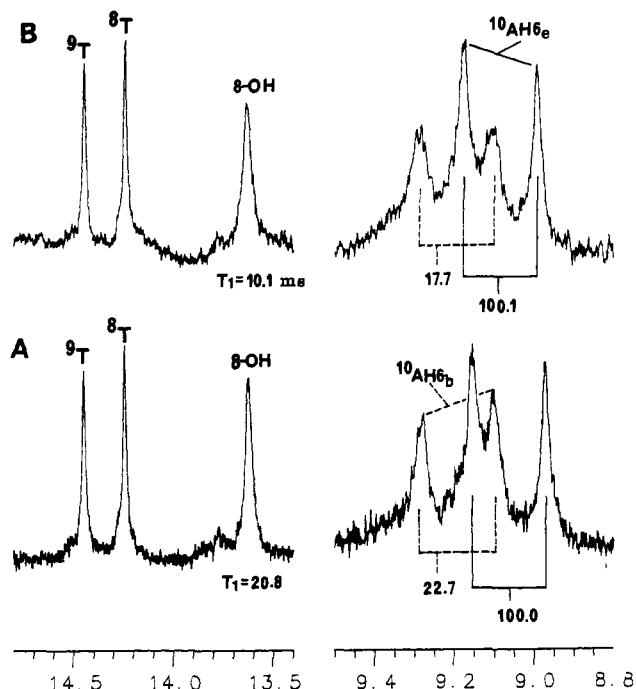 B
⁹T
⁸T
8-OH
¹⁰AH6e
T₁=10.1 ms
17.7
100.1
A
⁹T
⁸T
8-OH
¹⁰AH6b
T₁=20.8
22.7
100.0
14.5 14.0 13.5
9.4 9.2 9.0 8.8